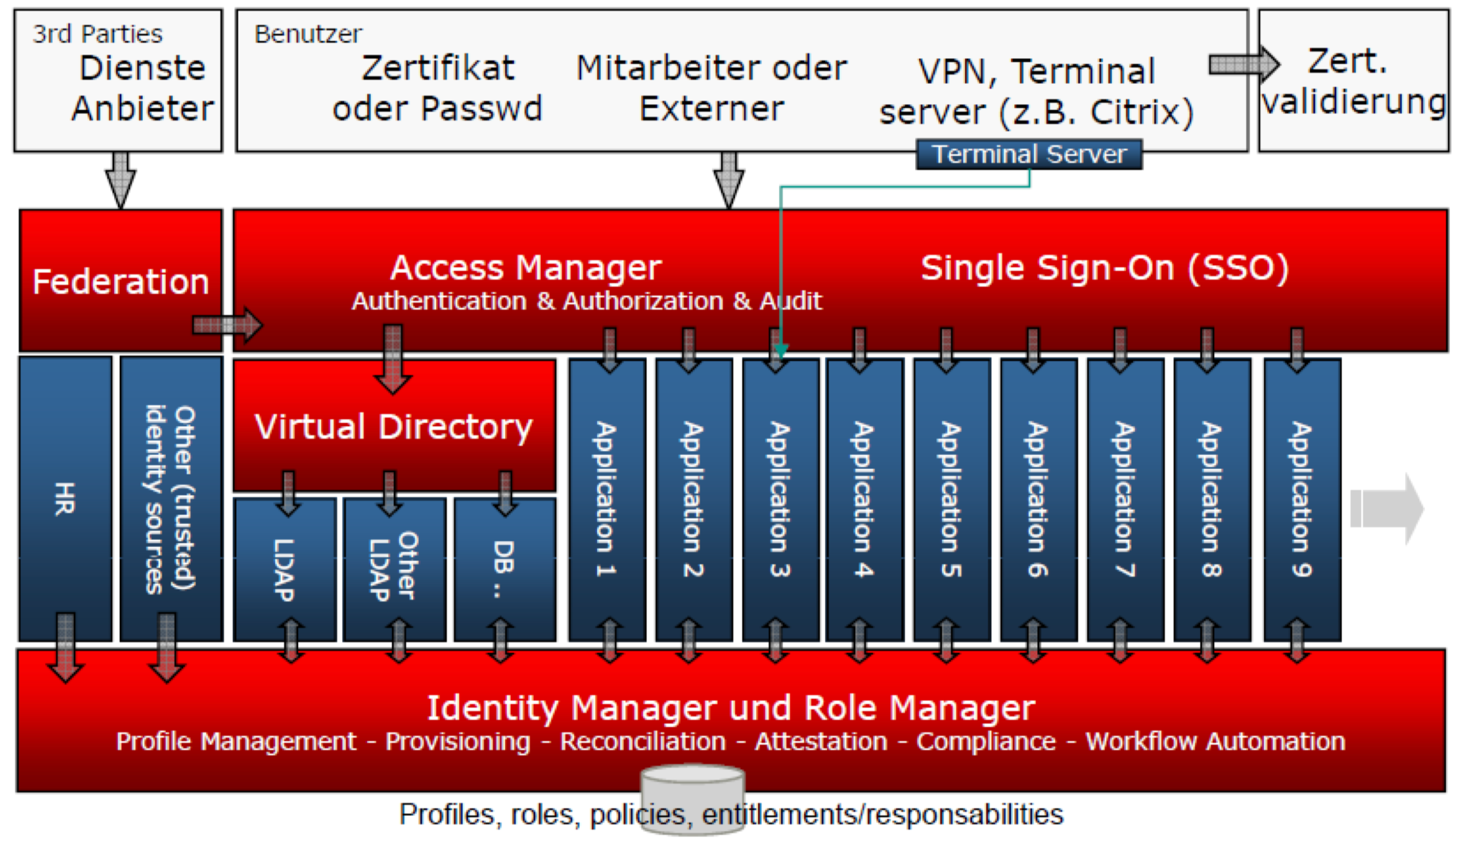 3rd Parties
Dienste
Anbieter
Benutzer
Zertifikat
oder Passwd
Mitarbeiter oder
Externer
VPN, Terminal
server (z.B. Citrix)
Terminal Server
Zert.
validierung
Federation
Access Manager
Authentication & Authorization & Audit
Single Sign-On (SSO)
HR
Other (trusted)
identity sources
Virtual Directory
LIDAP
Other
LIDAP
DB ..
Application 1
Application 2
Application 3
Application 4
Application 5
Application 6
Application 7
Application 8
Application 9
Identity Manager und Role Manager
Profile Management - Provisioning - Reconciliation - Attestation - Compliance - Workflow Automation
Profiles, roles, policies, entitlements/responsabilities